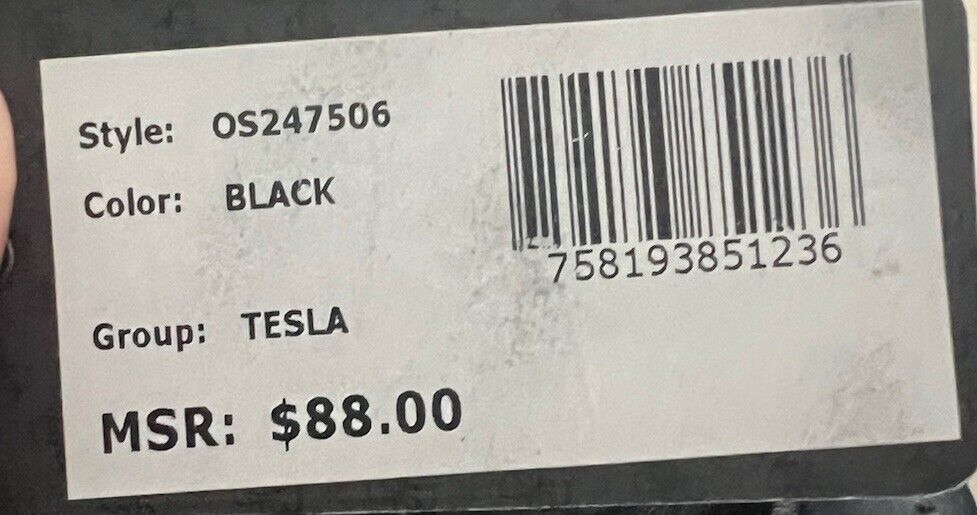 Style: OS247506
Color: BLACK
758193851236
Group: TESLA
MSR: $88.00